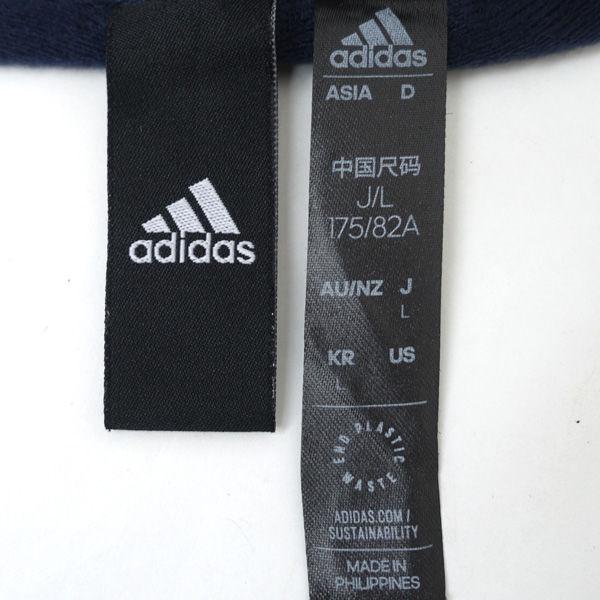 adidas
adidas
ASIA D
中国尺码
J/L
175/82A
AU/NZ J
L
KR US
L
END PLASTIC WASTE
ADIDAS.COM/
SUSTAINABILITY
MADE IN
PHILIPPINES